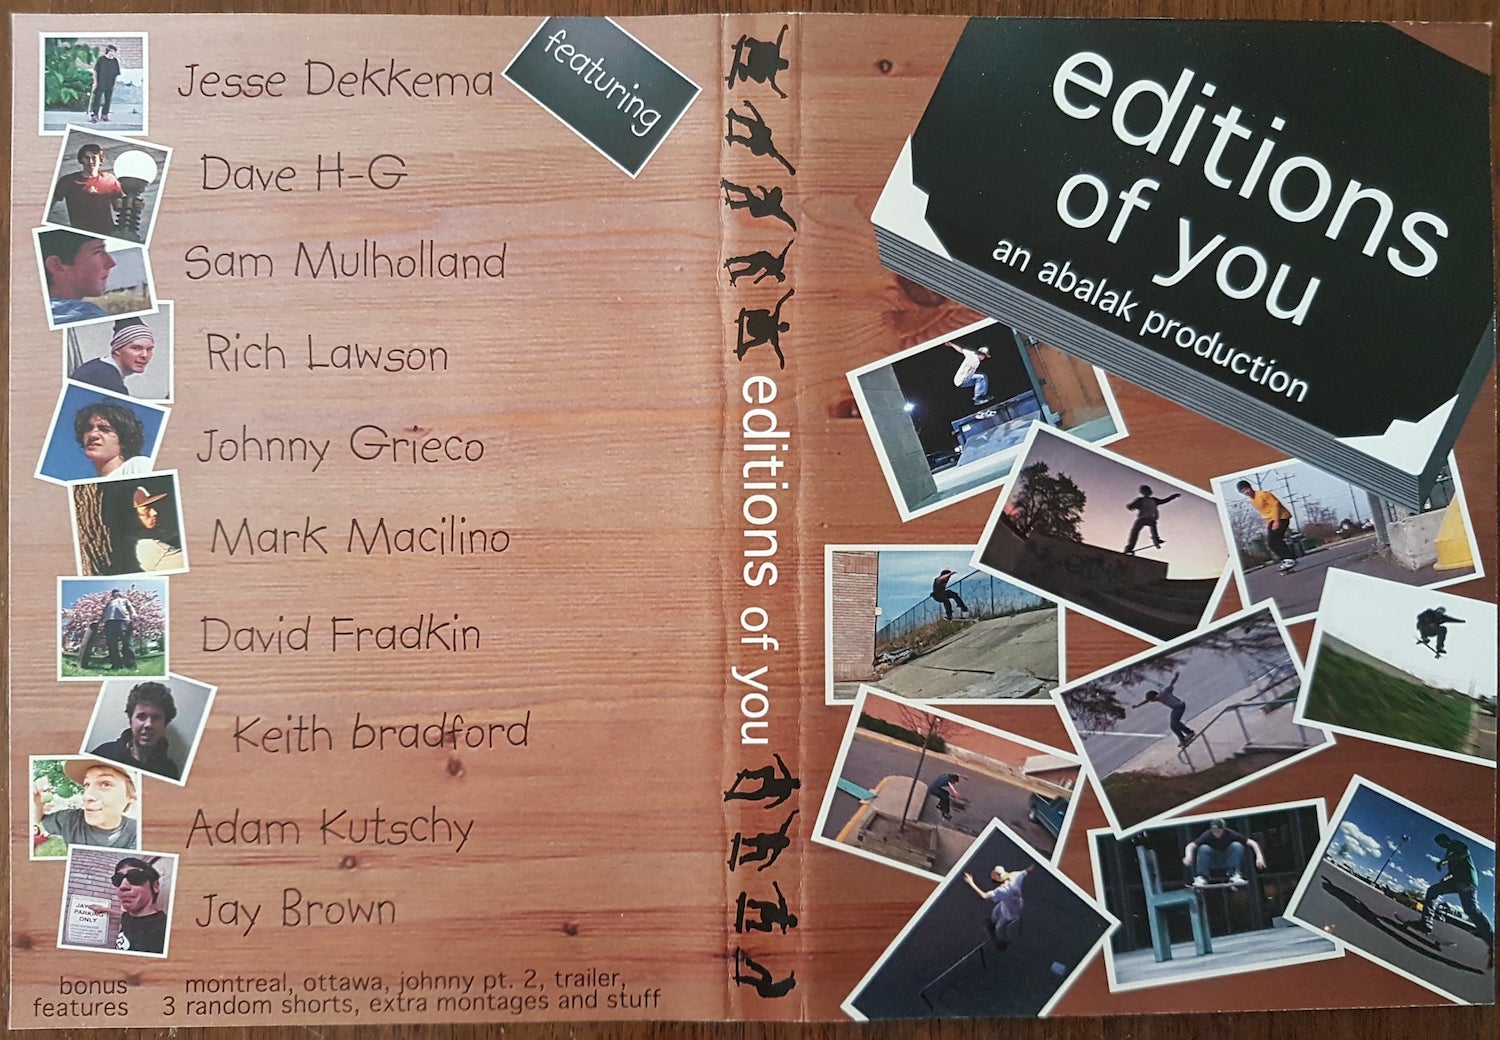 featuring
Jesse Dekkema
Dave H-G
Sam Mulholland
Rich Lawson
Johnny Grieco
Mark Macilino
David Fradkin
Keith bradford
Adam Kutschy
Jay Brown
PARKING
ONLY
bonus features
montreal, ottawa, johnny pt. 2, trailer,
3 random shorts, extra montages and stuff
editions of you
editions
of you
an abalak production